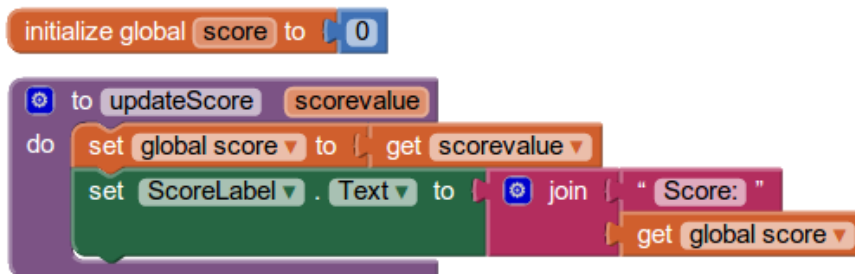 initialize global score to 0
to updateScore scorevalue
do set global score to get scorevalue
set ScoreLabel . Text to join " Score: "
get global score